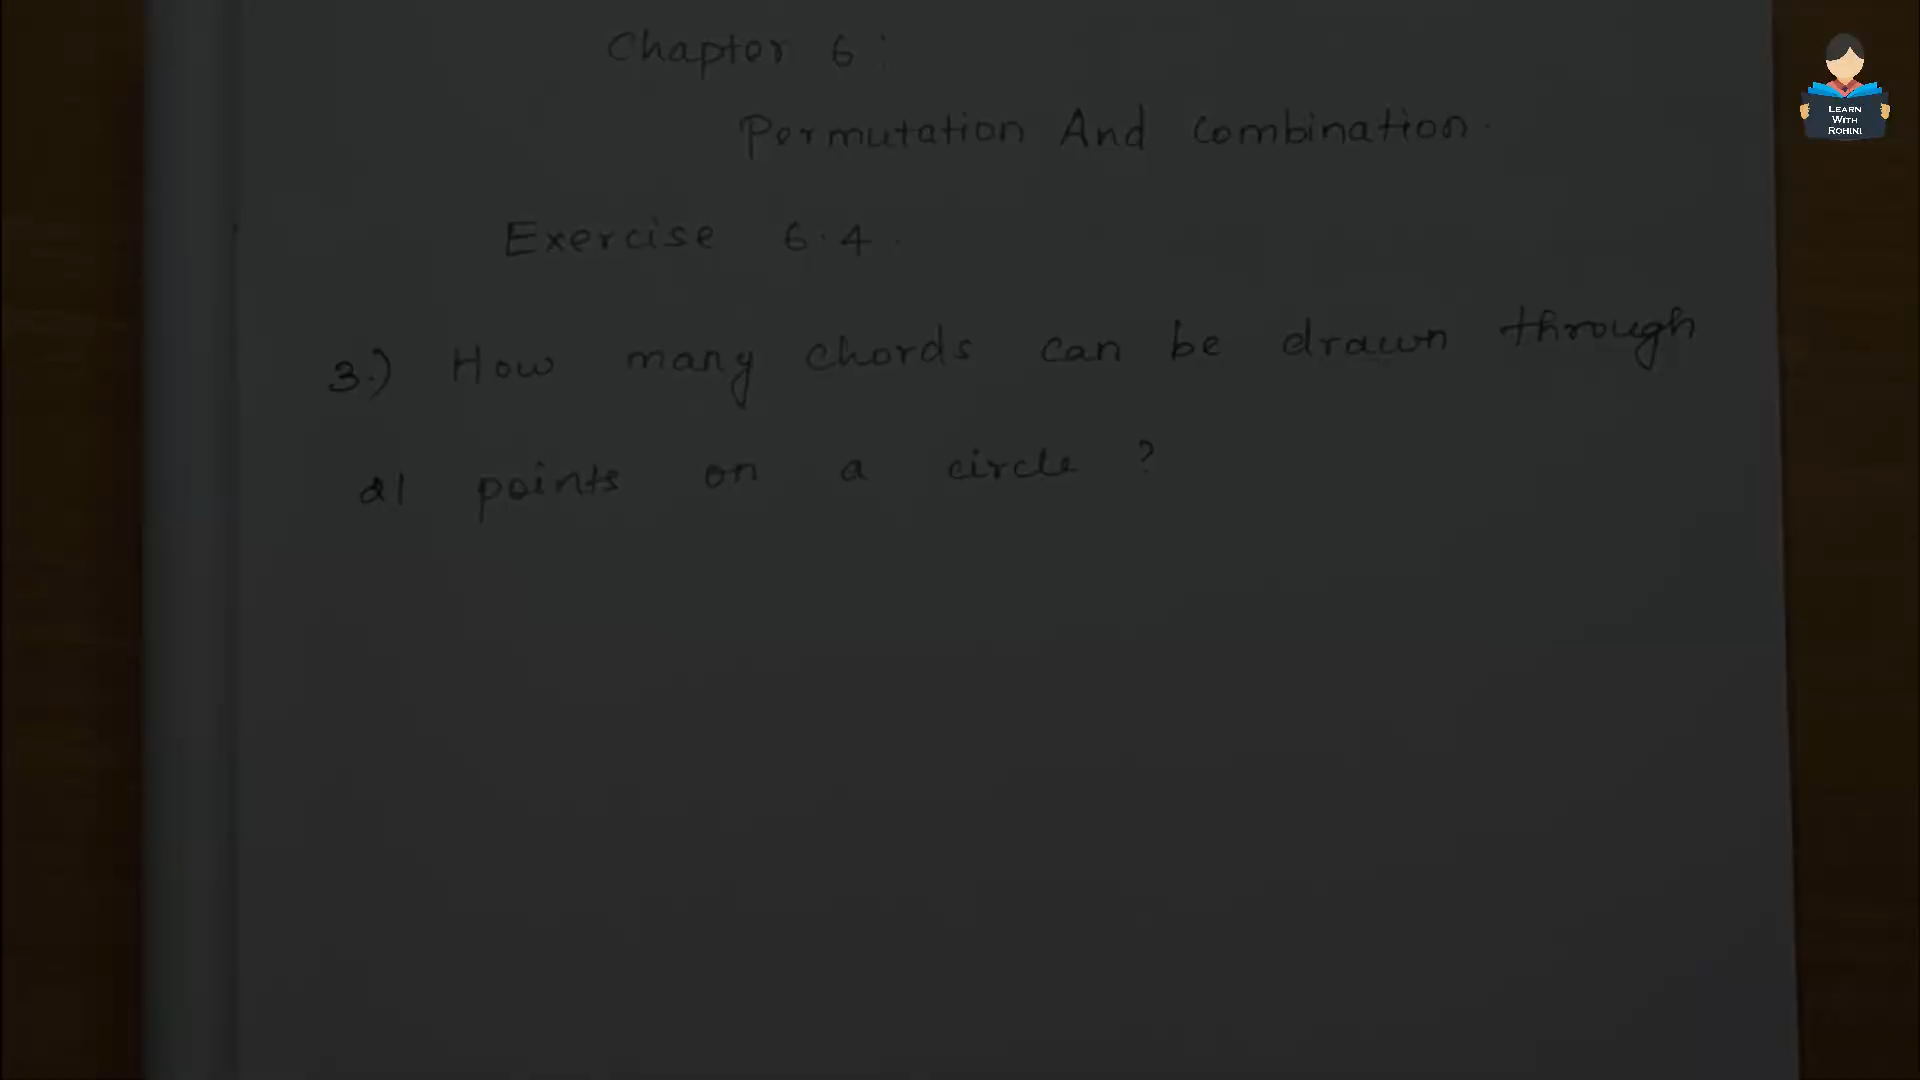 Chapter 6:
Permutation And Combination.
Exercise 6.4.
3.) How many chords can be drawn through
21 points on a circle ?
LEARN
WITH
ROHINI